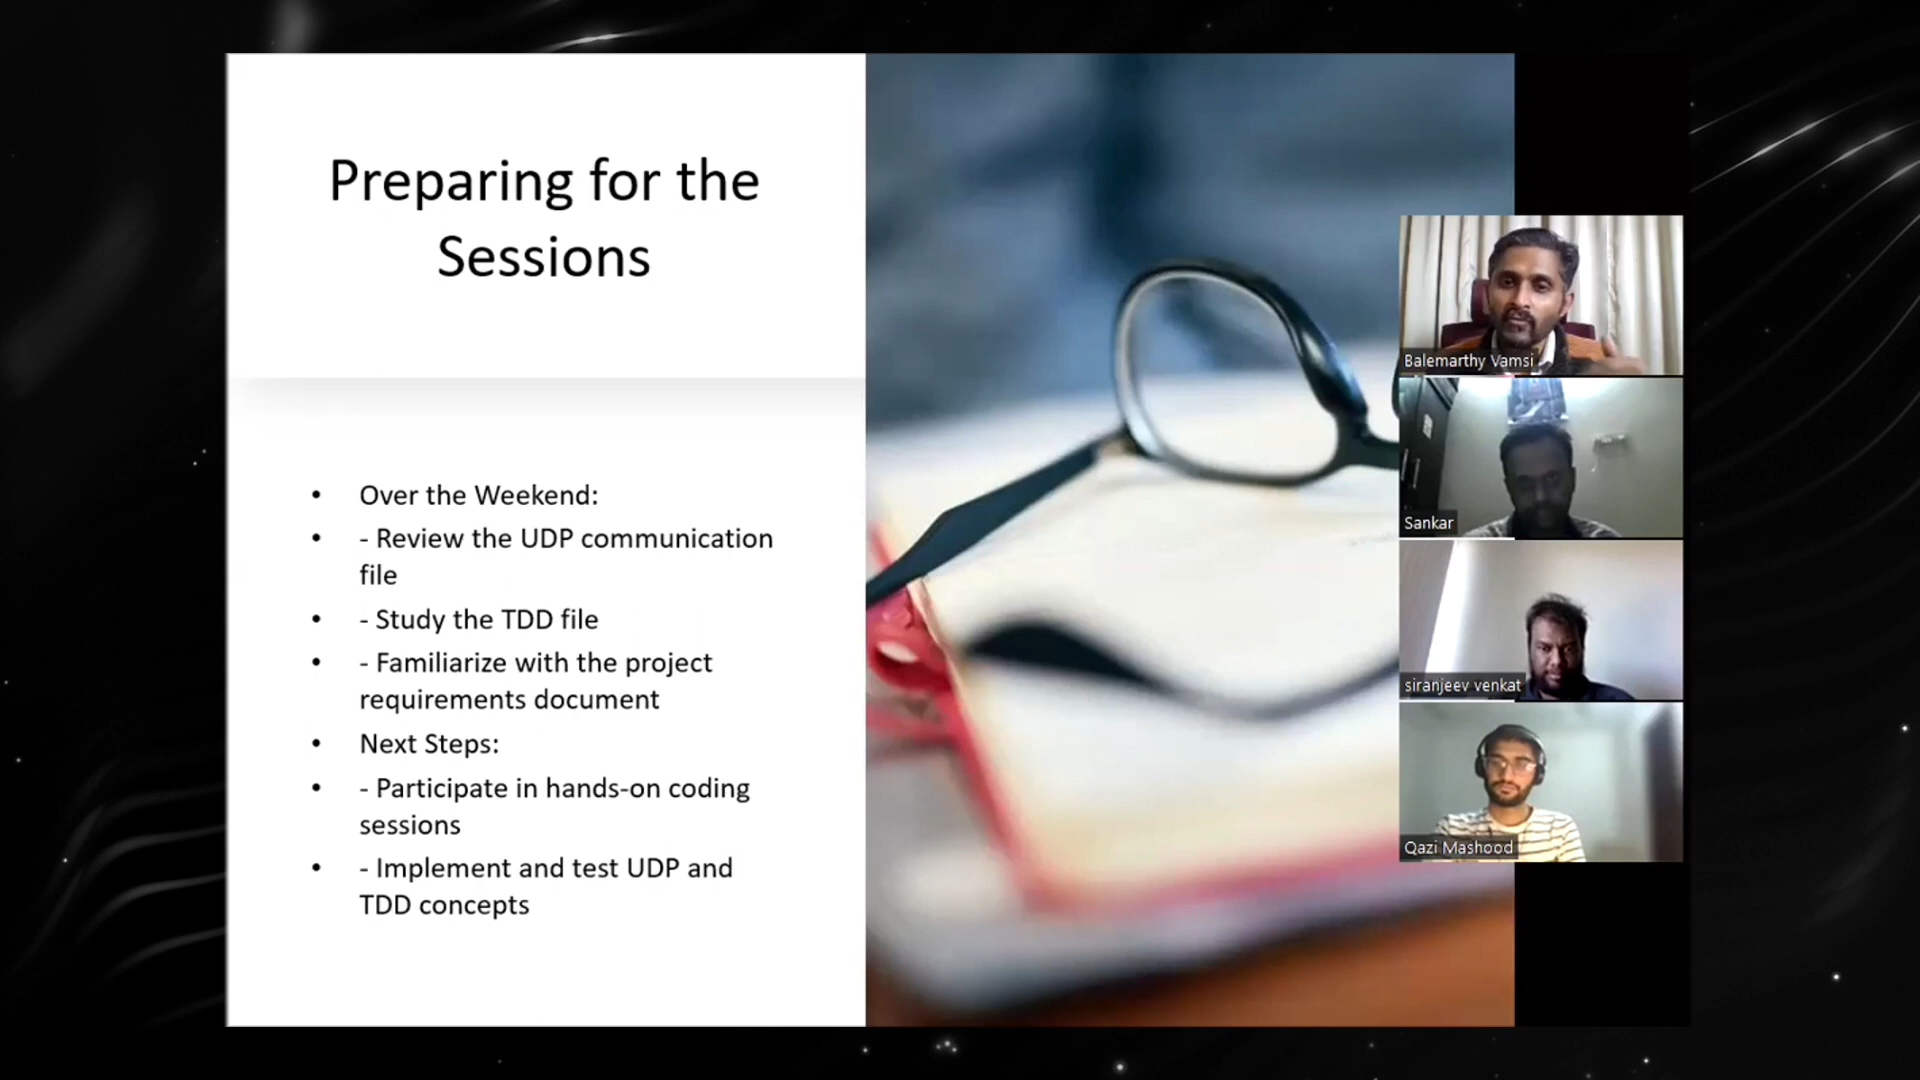 Preparing for the
Sessions
• Over the Weekend:
• - Review the UDP communication
file
• - Study the TDD file
• - Familiarize with the project
requirements document
• Next Steps:
• - Participate in hands-on coding
sessions
• - Implement and test UDP and
TDD concepts
Balemarthy Vamsi
Sankar
siranjeev venkat
Qazi Mashood